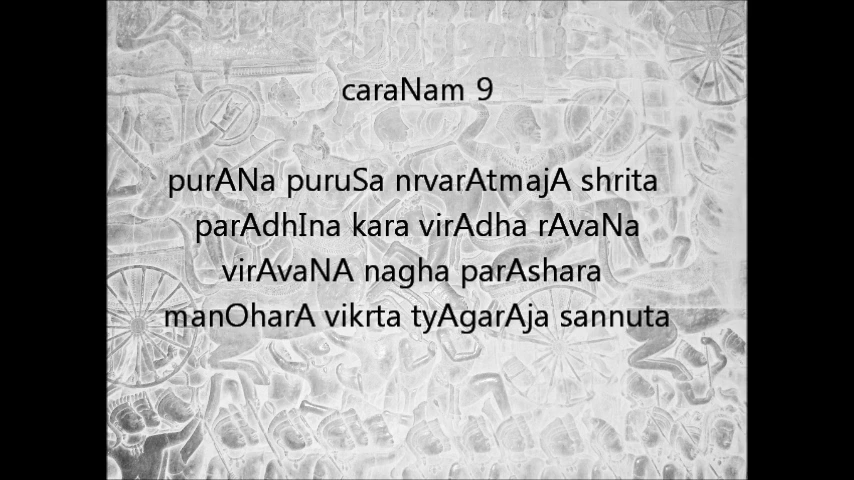 caraNam 9
purANa puruSa nrvarAtmajA shrita
parAdhIna kara virAdha rAvaNa
virAvaNA nagha parAshara
manOharA vikrta tyAgarAja sannuta